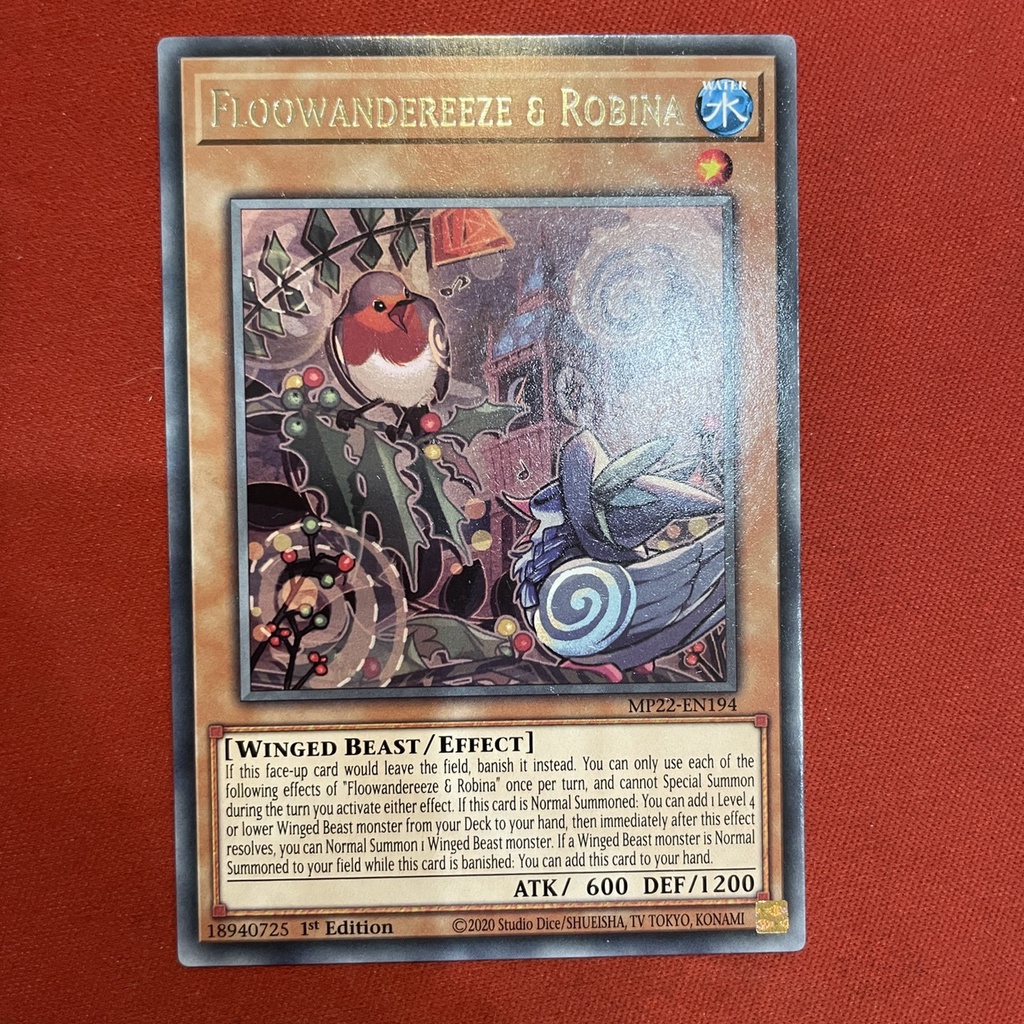 FLOOWANDEREEZE & ROBINA
WATER
水
MP22-EN194
[WINGED BEAST/EFFECT]
If this face-up card would leave the field, banish it instead. You can only use each of the
following effects of "Floowandereeze & Robina" once per turn, and cannot Special Summon
during the turn you activate either effect. If this card is Normal Summoned: You can add 1 Level 4
or lower Winged Beast monster from your Deck to your hand, then immediately after this effect
resolves, you can Normal Summon 1 Winged Beast monster. If a Winged Beast monster is Normal
Summoned to your field while this card is banished: You can add this card to your hand.
ATK/ 600 DEF/1200
18940725 1st Edition ©2020 Studio Dice/SHUEISHA, TV TOKYO, KONAMI